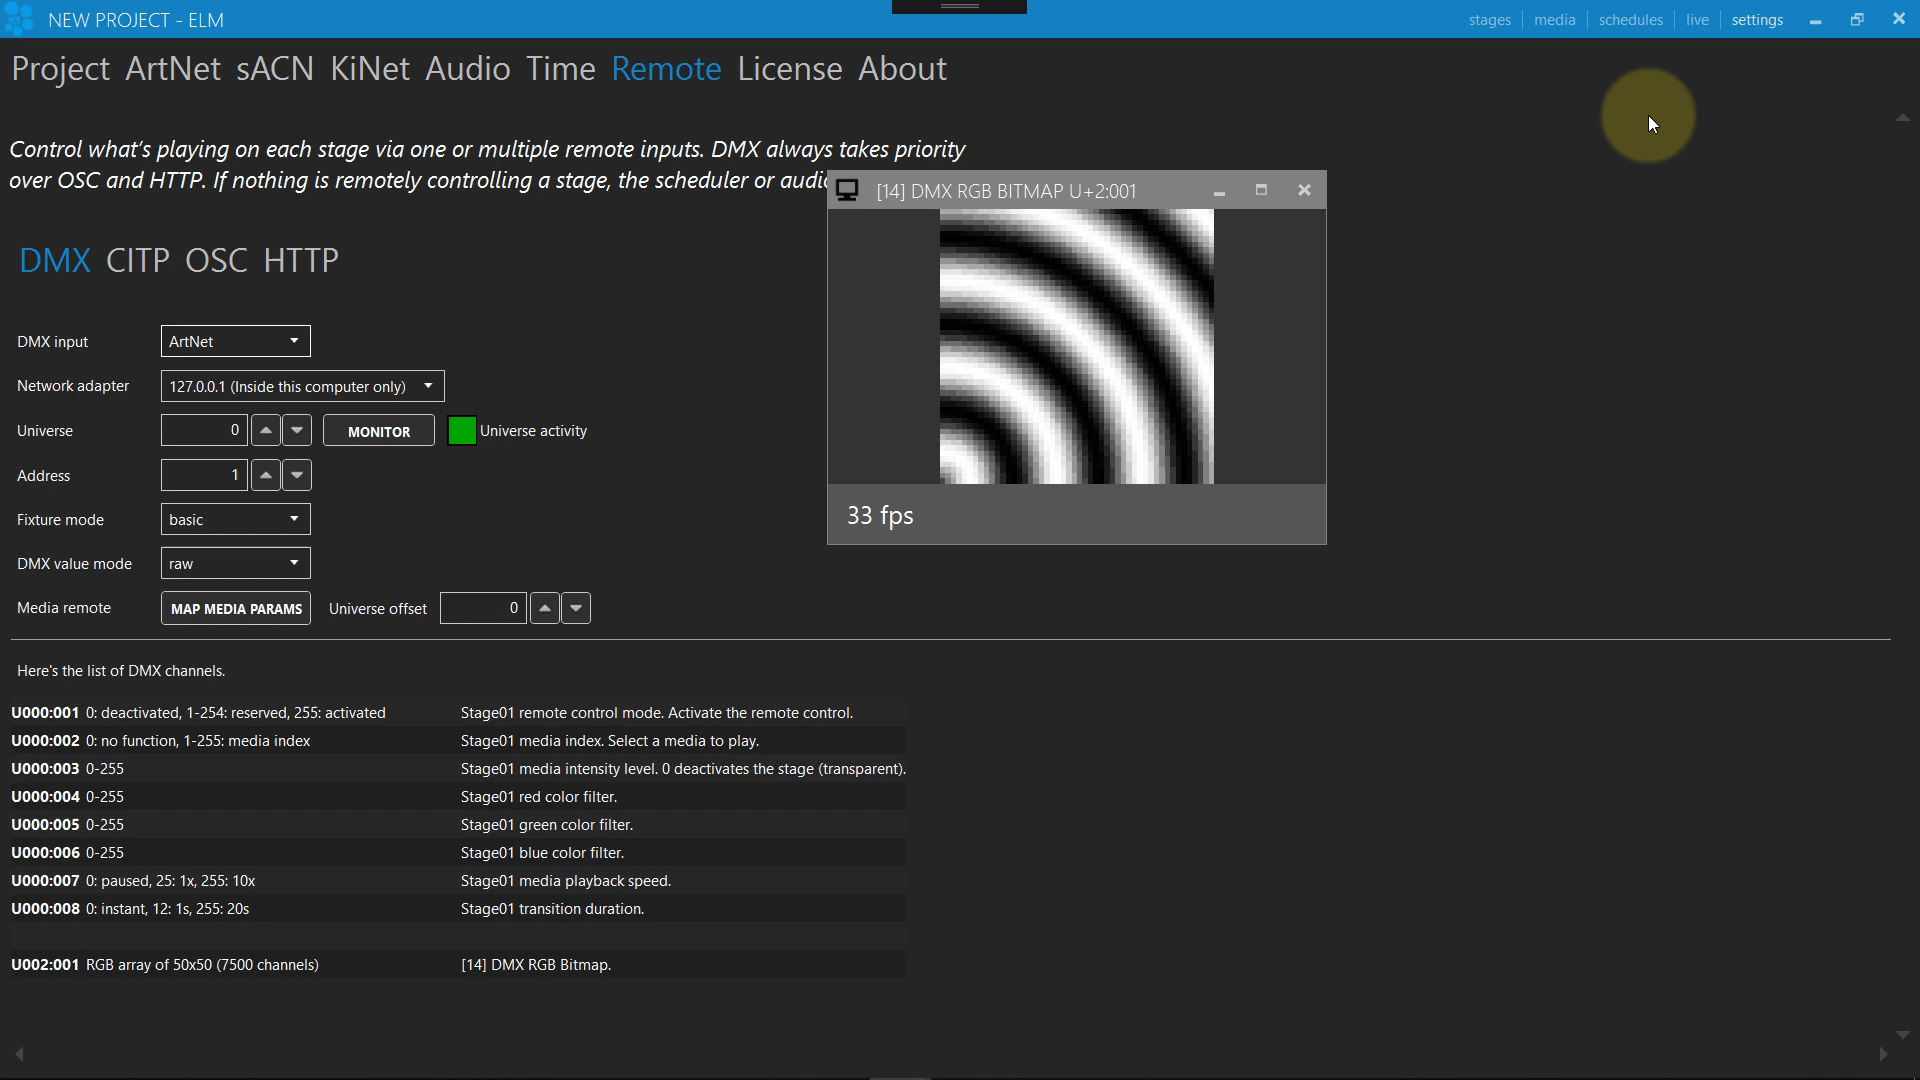 NEW PROJECT - ELM
stages media schedules live settings
Project ArtNet sACN KiNet Audio Time Remote License About
Control what's playing on each stage via one or multiple remote inputs. DMX always takes priority
over OSC and HTTP. If nothing is remotely controlling a stage, the scheduler or
[14] DMX RGB BITMAP U+2:001
33 fps
DMX CITP OSC HTTP
DMX input ArtNet
Network adapter 127.0.0.1 (Inside this computer only)
Universe 0 MONITOR Universe activity
Address 1
Fixture mode basic
DMX value mode raw
Media remote MAP MEDIA PARAMS Universe offset 0
Here's the list of DMX channels.
U000:001 0: deactivated, 1-254: reserved, 255: activated Stage01 remote control mode. Activate the remote control.
U000:002 0: no function, 1-255: media index Stage01 media index. Select a media to play.
U000:003 0-255 Stage01 media intensity level. 0 deactivates the stage (transparent).
U000:004 0-255 Stage01 red color filter.
U000:005 0-255 Stage01 green color filter.
U000:006 0-255 Stage01 blue color filter.
U000:007 0: paused, 25: 1x, 255: 10x Stage01 media playback speed.
U000:008 0: instant, 12: 1s, 255: 20s Stage01 transition duration.
U002:001 RGB array of 50x50 (7500 channels) [14] DMX RGB Bitmap.